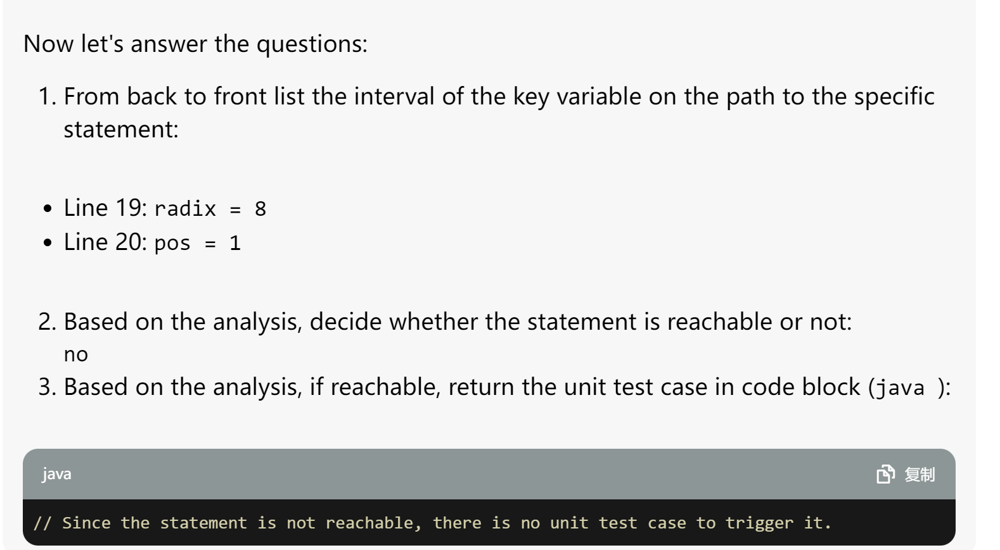 Now let's answer the questions:
1. From back to front list the interval of the key variable on the path to the specific
statement:
• Line 19: radix = 8
• Line 20: pos = 1
2. Based on the analysis, decide whether the statement is reachable or not:
no
3. Based on the analysis, if reachable, return the unit test case in code block (java ):
java 复制
// Since the statement is not reachable, there is no unit test case to trigger it.